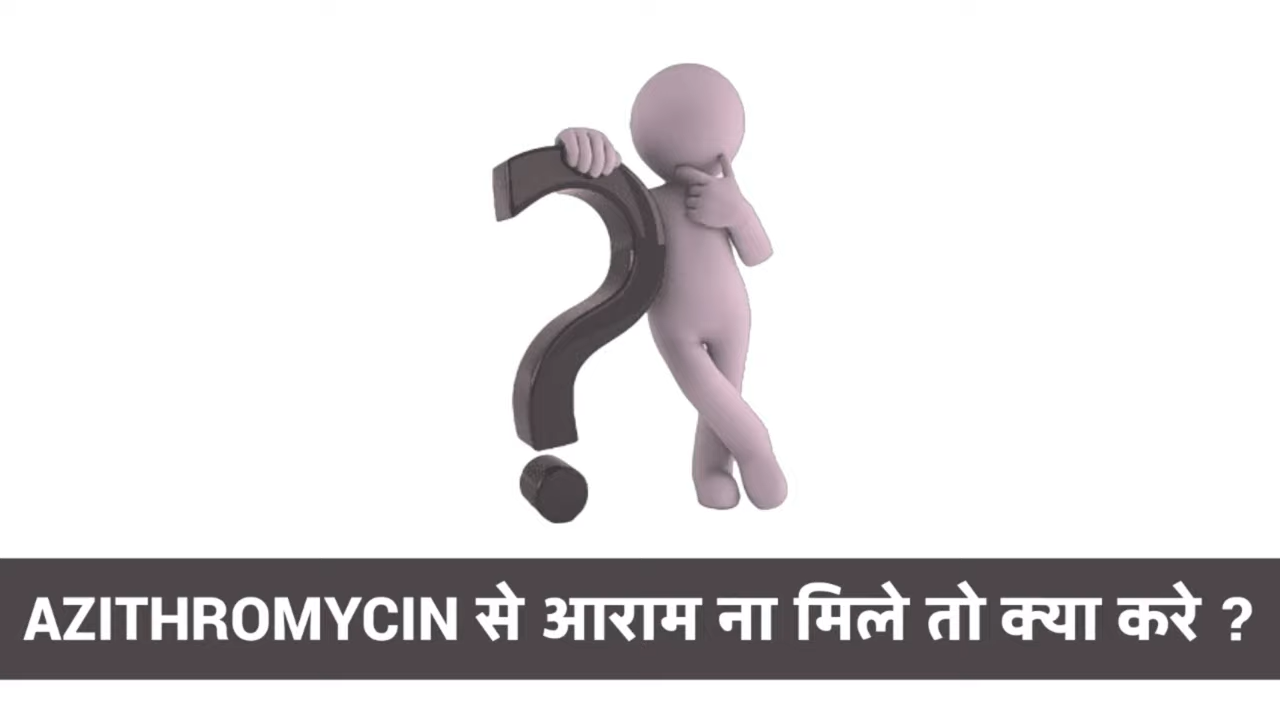 AZITHROMYCIN से आराम ना मिले तो क्या करे ?